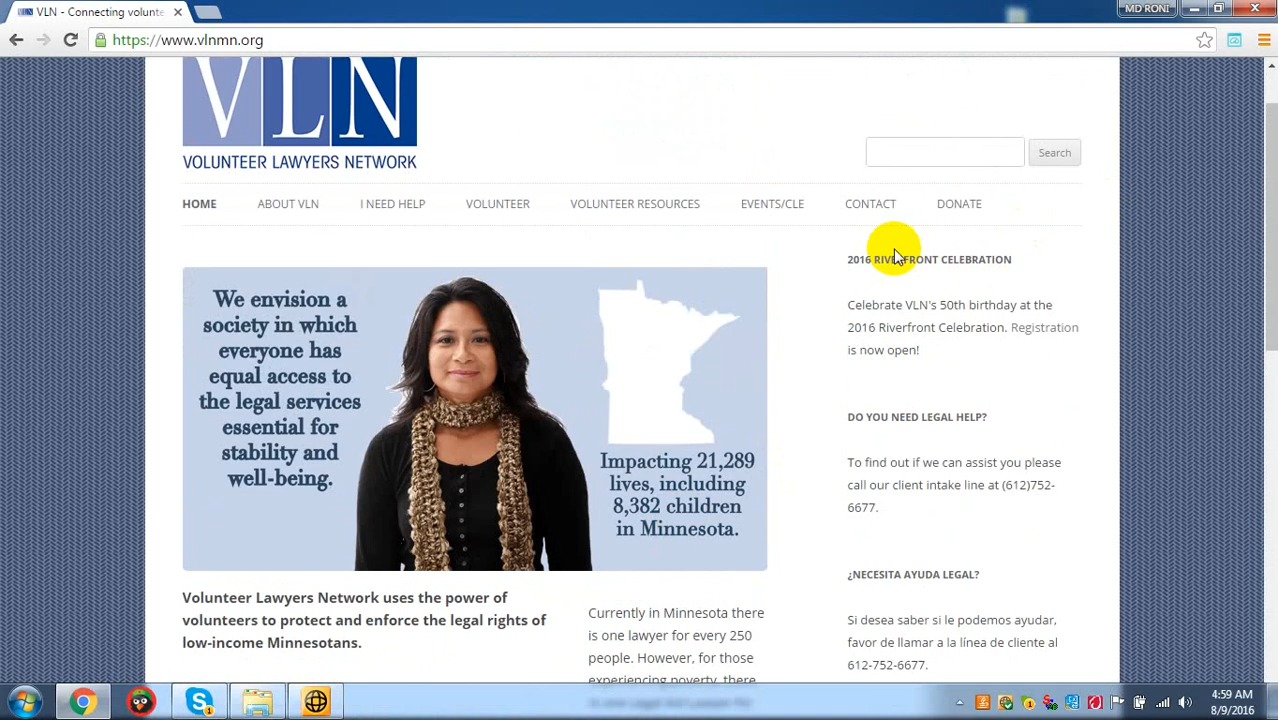 VLN - Connecting volunte
MD RONI
https://www.vlnmn.org
VLN
VOLUNTEER LAWYERS NETWORK
Search
HOME ABOUT VLN I NEED HELP VOLUNTEER VOLUNTEER RESOURCES EVENTS/CLE CONTACT DONATE
We envision a
society in which
everyone has
equal access to
the legal services
essential for
stability and
well-being.
Impacting 21,289
lives, including
8,382 children
in Minnesota.
Volunteer Lawyers Network uses the power of
volunteers to protect and enforce the legal rights of
low-income Minnesotans.
Currently in Minnesota there
is one lawyer for every 250
people. However, for those
experiencing poverty, there
2016 RIVERFRONT CELEBRATION
Celebrate VLN's 50th birthday at the
2016 Riverfront Celebration. Registration
is now open!
DO YOU NEED LEGAL HELP?
To find out if we can assist you please
call our client intake line at (612)752-
6677.
¿NECESITA AYUDA LEGAL?
Si desea saber si le podemos ayudar,
favor de llamar a la línea de cliente al
612-752-6677.
4:59 AM
8/9/2016